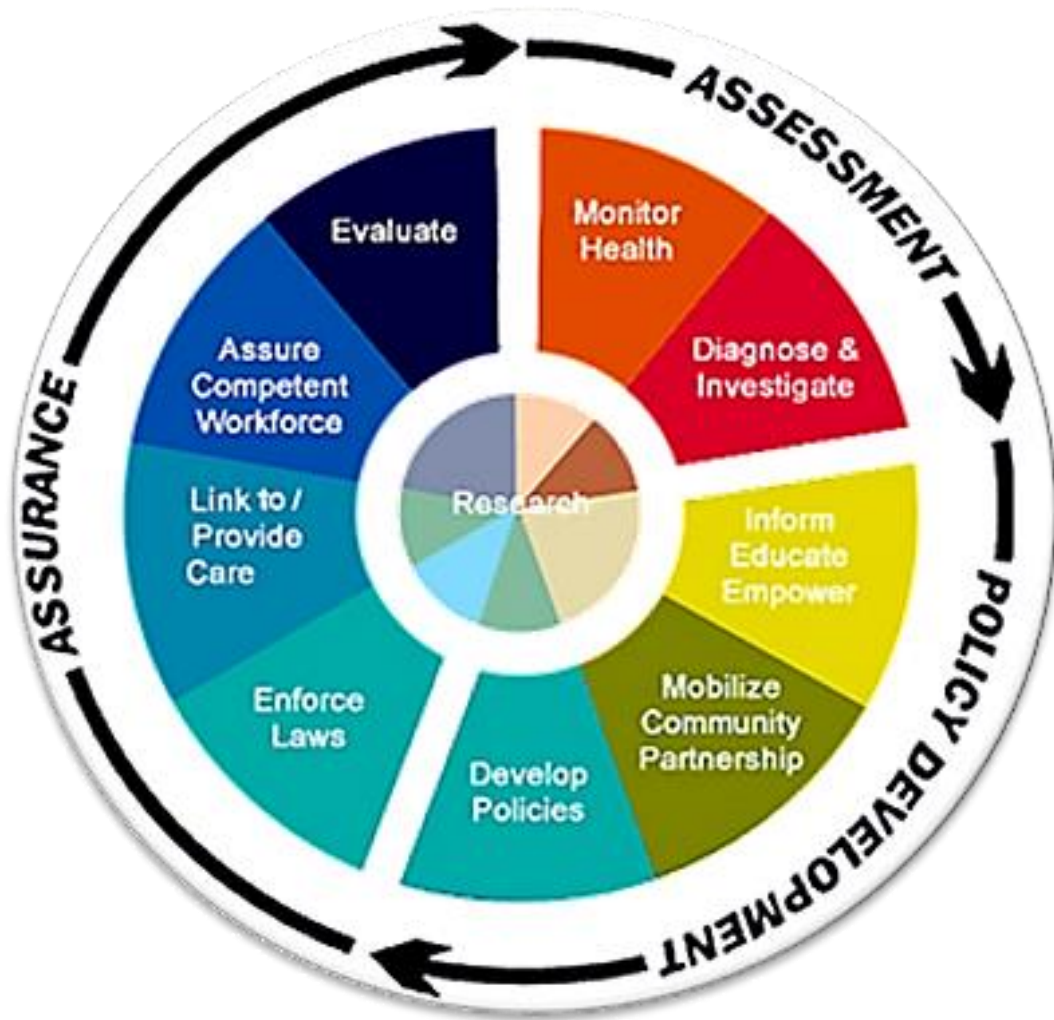 ASSESSMENT
Monitor
Health
Diagnose &
Investigate
POLICY DEVELOPMENT
Inform
Educate
Empower
Mobilize
Community
Partnership
Develop
Policies
ASSURANCE
Enforce
Laws
Link to /
Provide
Care
Assure
Competent
Workforce
Evaluate
Research